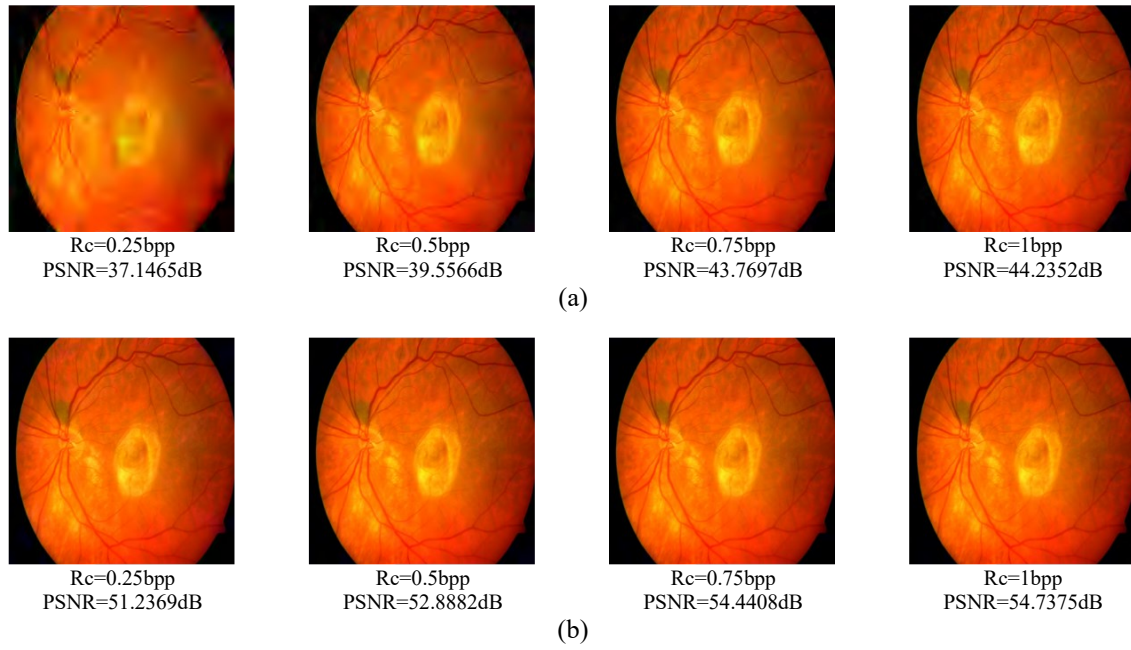 Rc=0.25bpp
PSNR=37.1465dB
Rc=0.5bpp
PSNR=39.5566dB
Rc=0.75bpp
PSNR=43.7697dB
Rc=1bpp
PSNR=44.2352dB
(a)
Rc=0.25bpp
PSNR=51.2369dB
Rc=0.5bpp
PSNR=52.8882dB
Rc=0.75bpp
PSNR=54.4408dB
Rc=1bpp
PSNR=54.7375dB
(b)